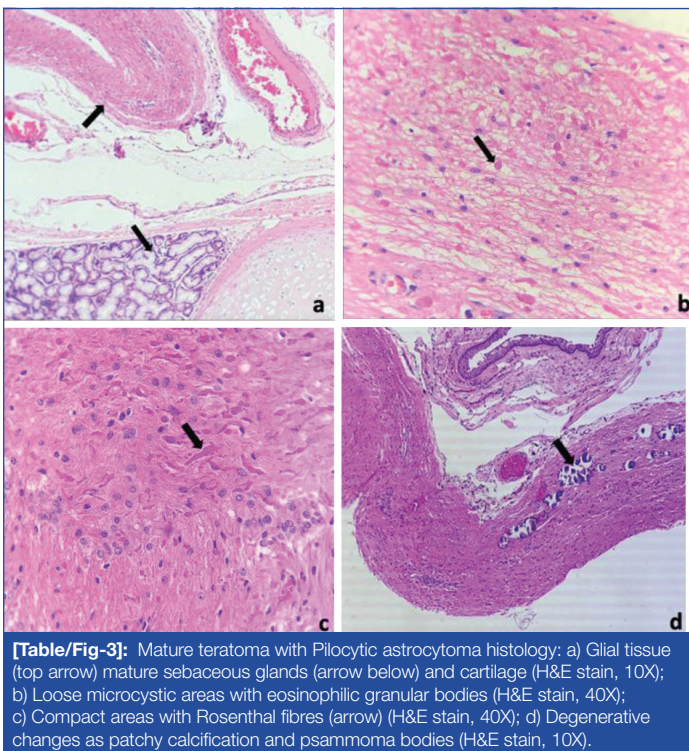 a
b
c
d
[Table/Fig-3]: Mature teratoma with Pilocytic astrocytoma histology: a) Glial tissue
(top arrow) mature sebaceous glands (arrow below) and cartilage (H&E stain, 10X);
b) Loose microcystic areas with eosinophilic granular bodies (H&E stain, 40X);
c) Compact areas with Rosenthal fibres (arrow) (H&E stain, 40X); d) Degenerative
changes as patchy calcification and psammoma bodies (H&E stain, 10X).